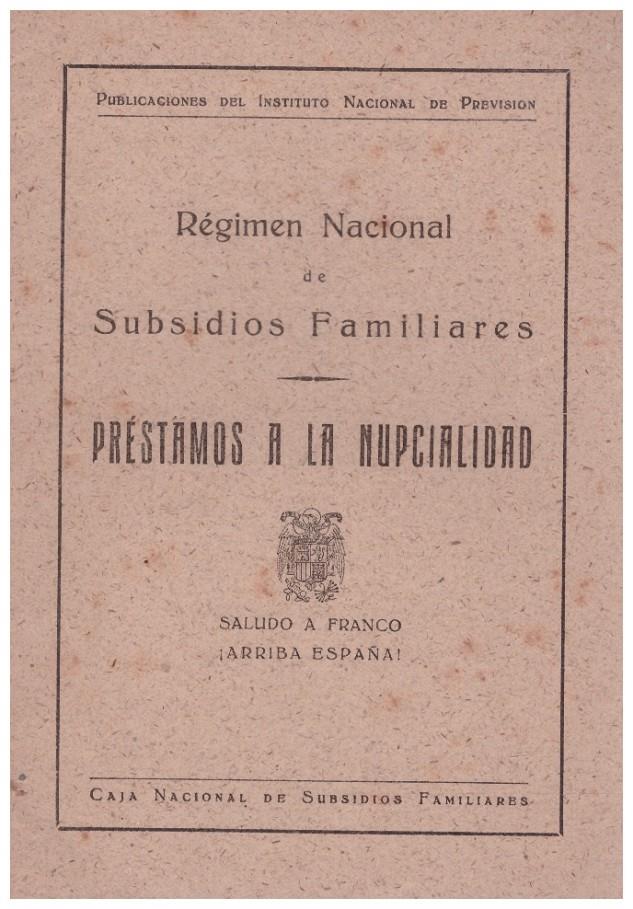 PUBLICACIONES DEL INSTITUTO NACIONAL DE PREVISION
Régimen Nacional
de
Subsidios Familiares
PRÉSTAMOS A LA NUPCIALIDAD
SALUDO A FRANCO
¡ARRIBA ESPAÑA!
CAJA NACIONAL DE SUBSIDIOS FAMILIARES